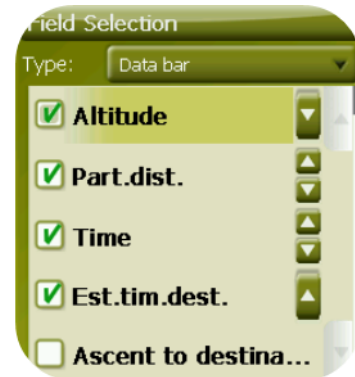 Field Selection
Type: Data bar
Altitude
Part.dist.
Time
Est.tim.dest.
Ascent to destina...